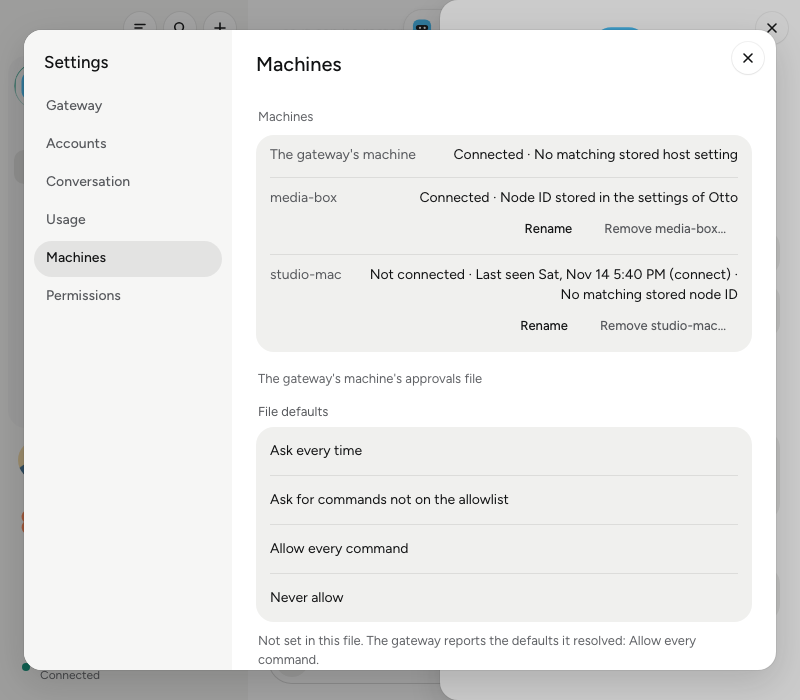 Settings
Gateway
Accounts
Conversation
Usage
Machines
Permissions
Machines
Machines
The gateway's machine
Connected · No matching stored host setting
media-box
Connected · Node ID stored in the settings of Otto
Rename
Remove media-box...
studio-mac
Not connected · Last seen Sat, Nov 14 5:40 PM (connect) ·
No matching stored node ID
Rename
Remove studio-mac...
The gateway's machine's approvals file
File defaults
Ask every time
Ask for commands not on the allowlist
Allow every command
Never allow
Not set in this file. The gateway reports the defaults it resolved: Allow every
command.
Connected